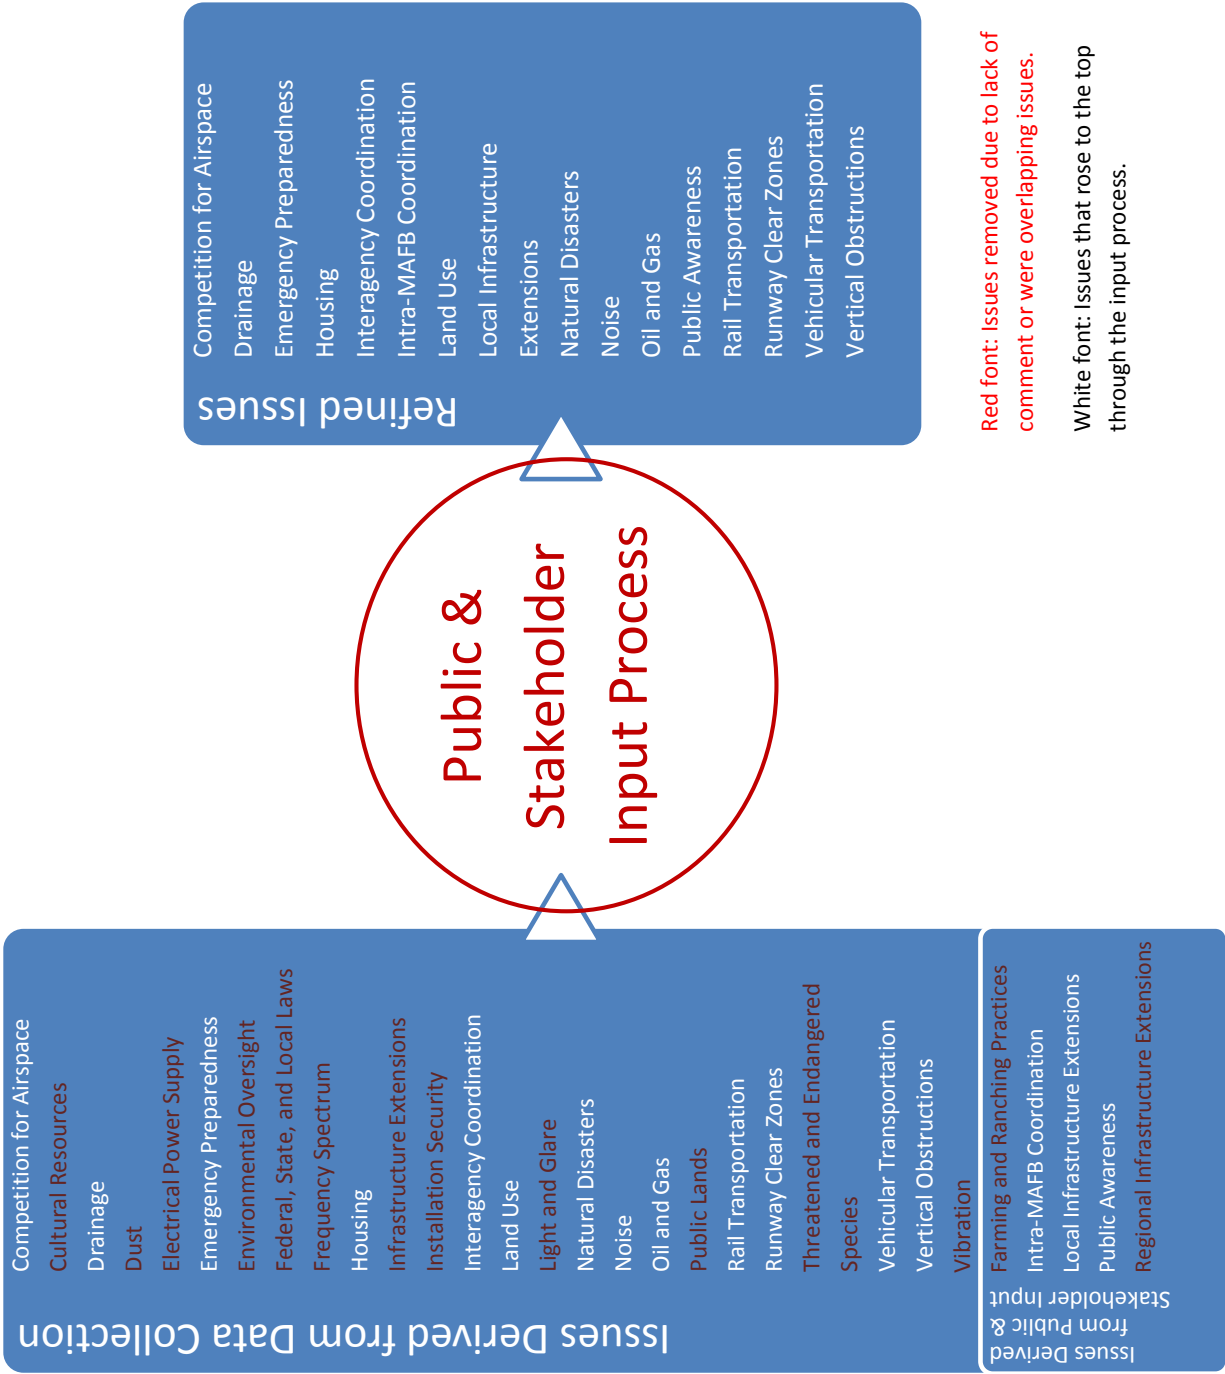 Issues Derived from Data Collection
Competition for Airspace
Cultural Resources
Drainage
Dust
Electrical Power Supply
Emergency Preparedness
Environmental Oversight
Federal, State, and Local Laws
Frequency Spectrum
Housing
Infrastructure Extensions
Installation Security
Interagency Coordination
Land Use
Light and Glare
Natural Disasters
Noise
Oil and Gas
Public Lands
Rail Transportation
Runway Clear Zones
Threatened and Endangered
Species
Vehicular Transportation
Vertical Obstructions
Vibration
Issues Derived
from Public &
Stakeholder Input
Farming and Ranching Practices
Intra-MAFB Coordination
Local Infrastructure Extensions
Public Awareness
Regional Infrastructure Extensions
Public &
Stakeholder
Input Process
Refined Issues
Competition for Airspace
Drainage
Emergency Preparedness
Housing
Interagency Coordination
Intra-MAFB Coordination
Land Use
Local Infrastructure
Extensions
Natural Disasters
Noise
Oil and Gas
Public Awareness
Rail Transportation
Runway Clear Zones
Vehicular Transportation
Vertical Obstructions
Red font: Issues removed due to lack of
comment or were overlapping issues.
White font: Issues that rose to the top
through the input process.